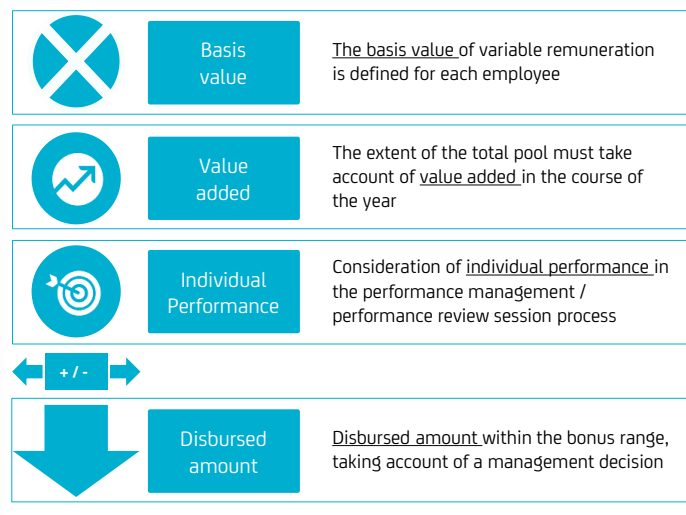 Basis
value
The basis value of variable remuneration
is defined for each employee
Value
added
The extent of the total pool must take
account of value added in the course of
the year
Individual
Performance
Consideration of individual performance in
the performance management /
performance review session process
+ / -
Disbursed
amount
Disbursed amount within the bonus range,
taking account of a management decision